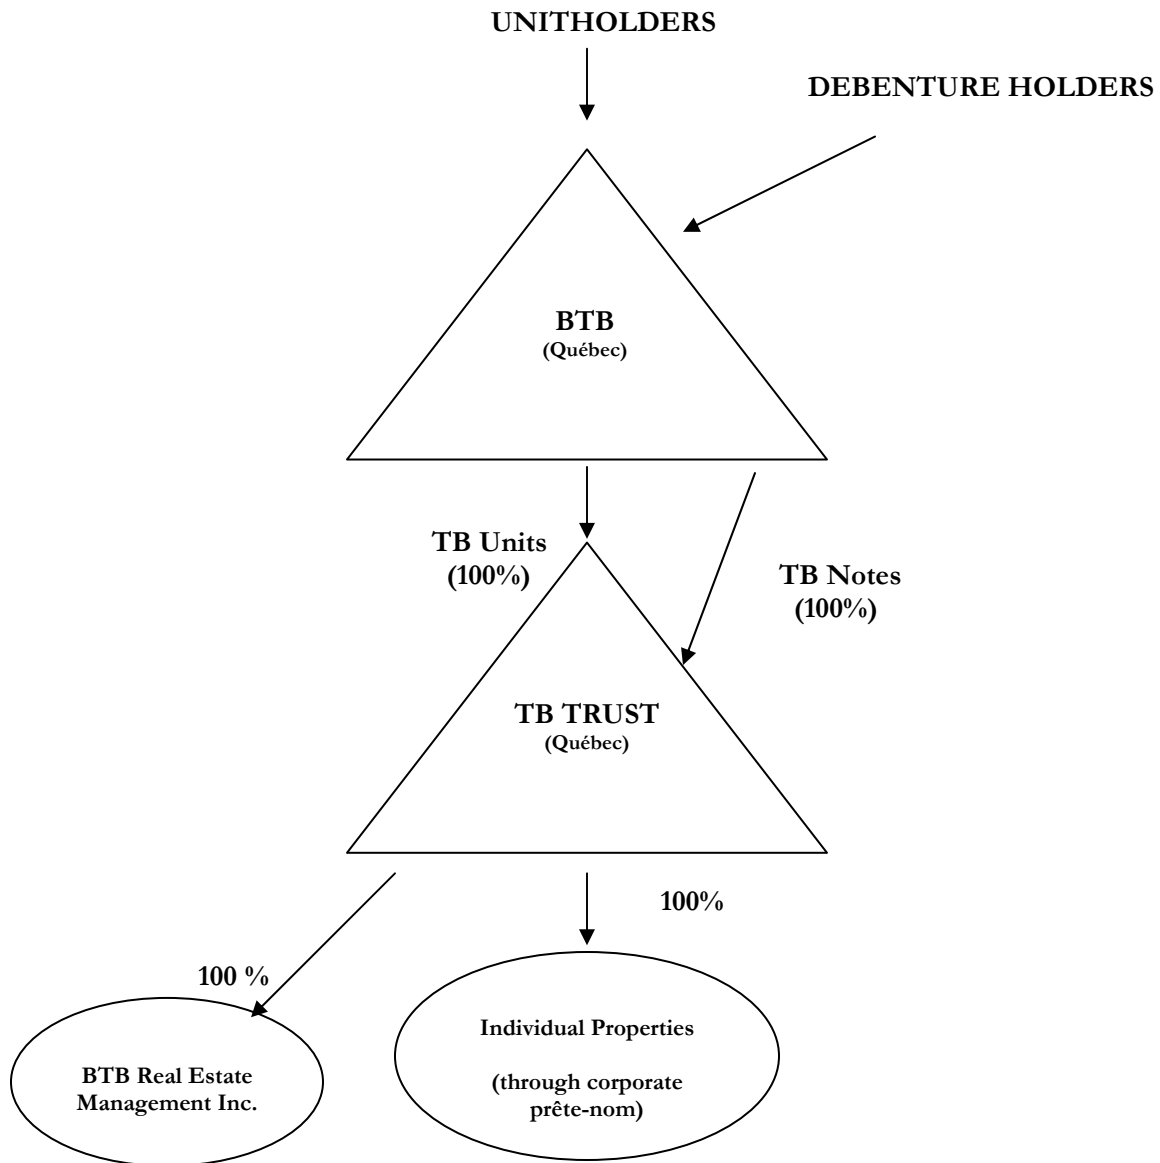 UNITHOLDERS
DEBENTURE HOLDERS
BTB
(Québec)
TB Units
(100%)
TB Notes
(100%)
TB TRUST
(Québec)
100%
100 %
Individual Properties
(through corporate
prête-nom)
BTB Real Estate
Management Inc.